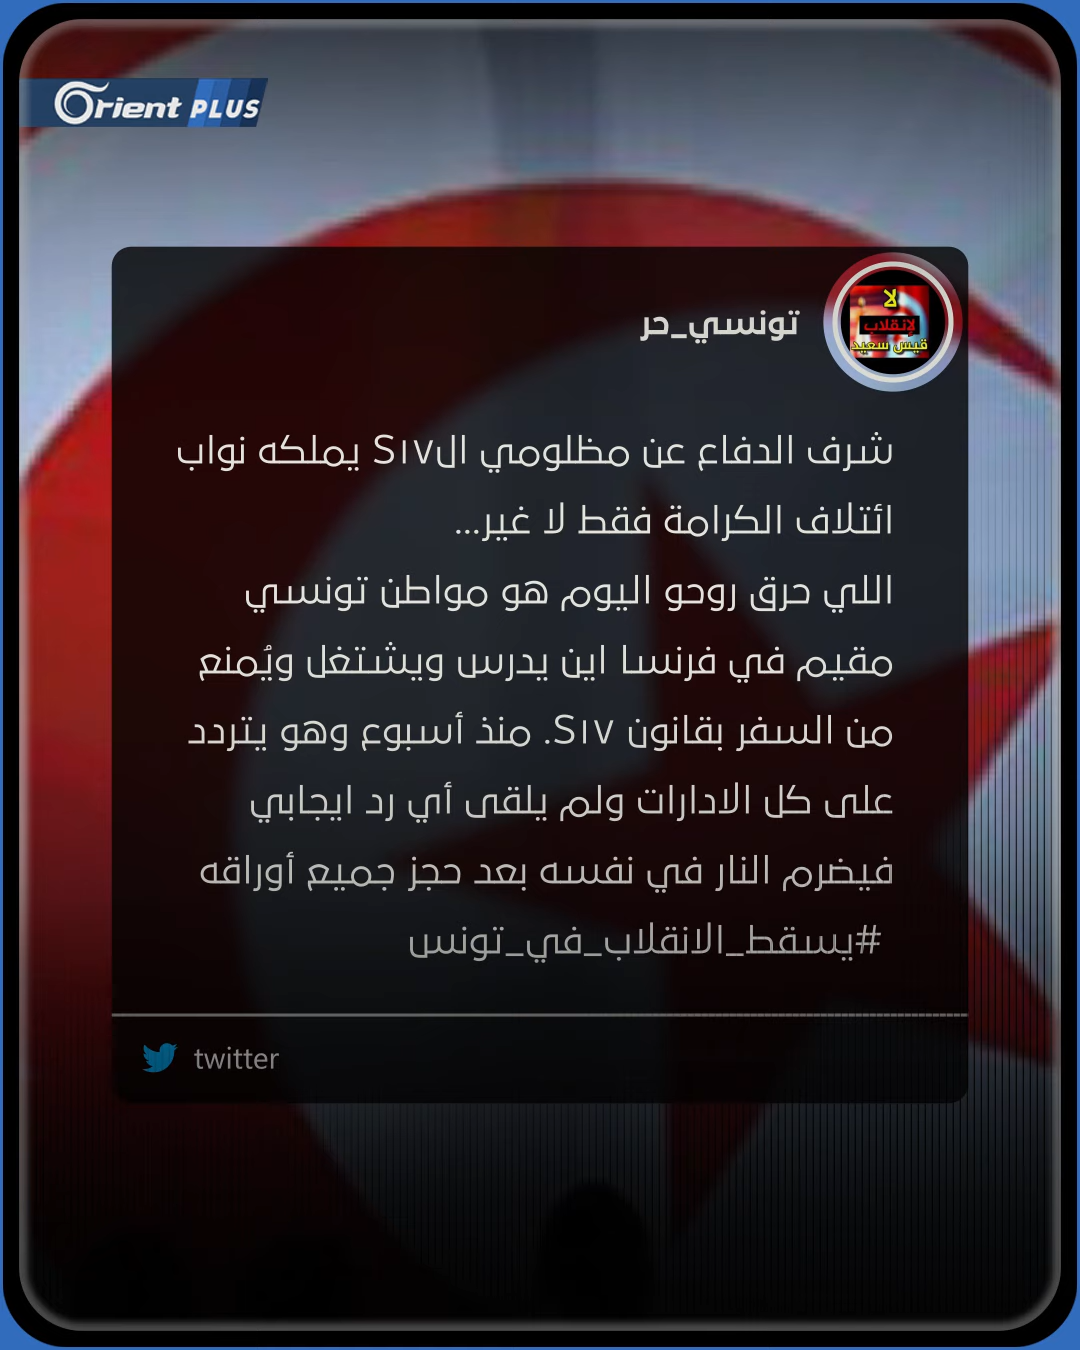 Orient PLUS
لا
لإنقلاب
قيس سعيد
تونسي_حر
شرف الدفاع عن مظلومي الS١٧ يملكه نواب
ائتلاف الكرامة فقط لا غير...
اللي حرق روحو اليوم هو مواطن تونسي
مقيم في فرنسا اين يدرس ويشتغل ويُمنع
من السفر بقانون S١٧. منذ أسبوع وهو يتردد
على كل الادارات ولم يلقى أي رد ايجابي
فيضرم النار في نفسه بعد حجز جميع أوراقه
#يسقط_الانقلاب_في_تونس
twitter